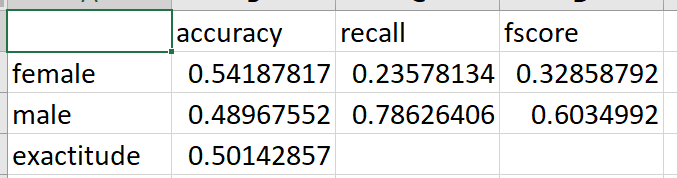 accuracy recall fscore
female 0.54187817 0.23578134 0.32858792
male 0.48967552 0.78626406 0.6034992
exactitude 0.50142857